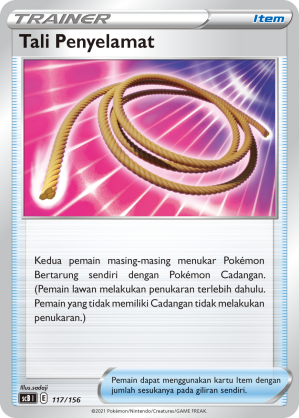 TRAINER Item
Tali Penyelamat
Kedua pemain masing-masing menukar Pokémon
Bertarung sendiri dengan Pokémon Cadangan.
(Pemain lawan melakukan penukaran terlebih dahulu.
Pemain yang tidak memiliki Cadangan tidak melakukan
penukaran.)
Illus.sadaji
Pemain dapat menggunakan kartu Item dengan
jumlah sesukanya pada giliran sendiri.
E 117/156
©2021 Pokémon/Nintendo/Creatures/GAME FREAK.